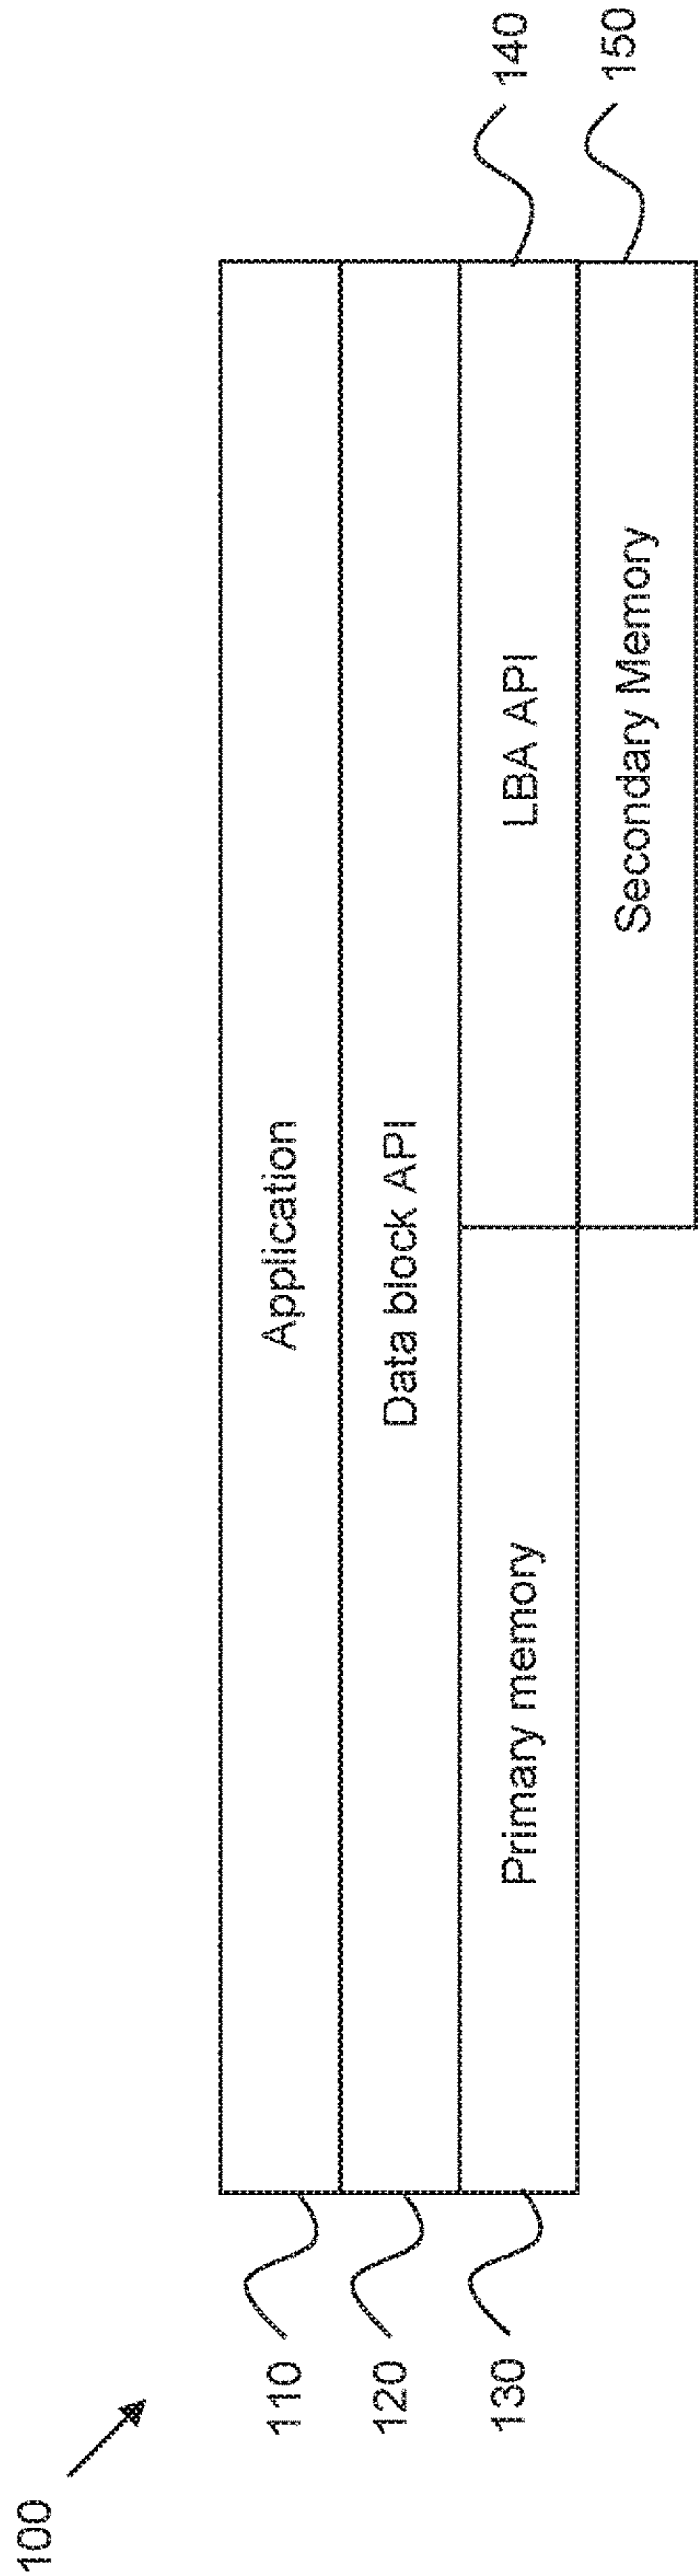 100
110
Application
120
Data block API
130
Primary memory
LBA API
140
Secondary Memory
150